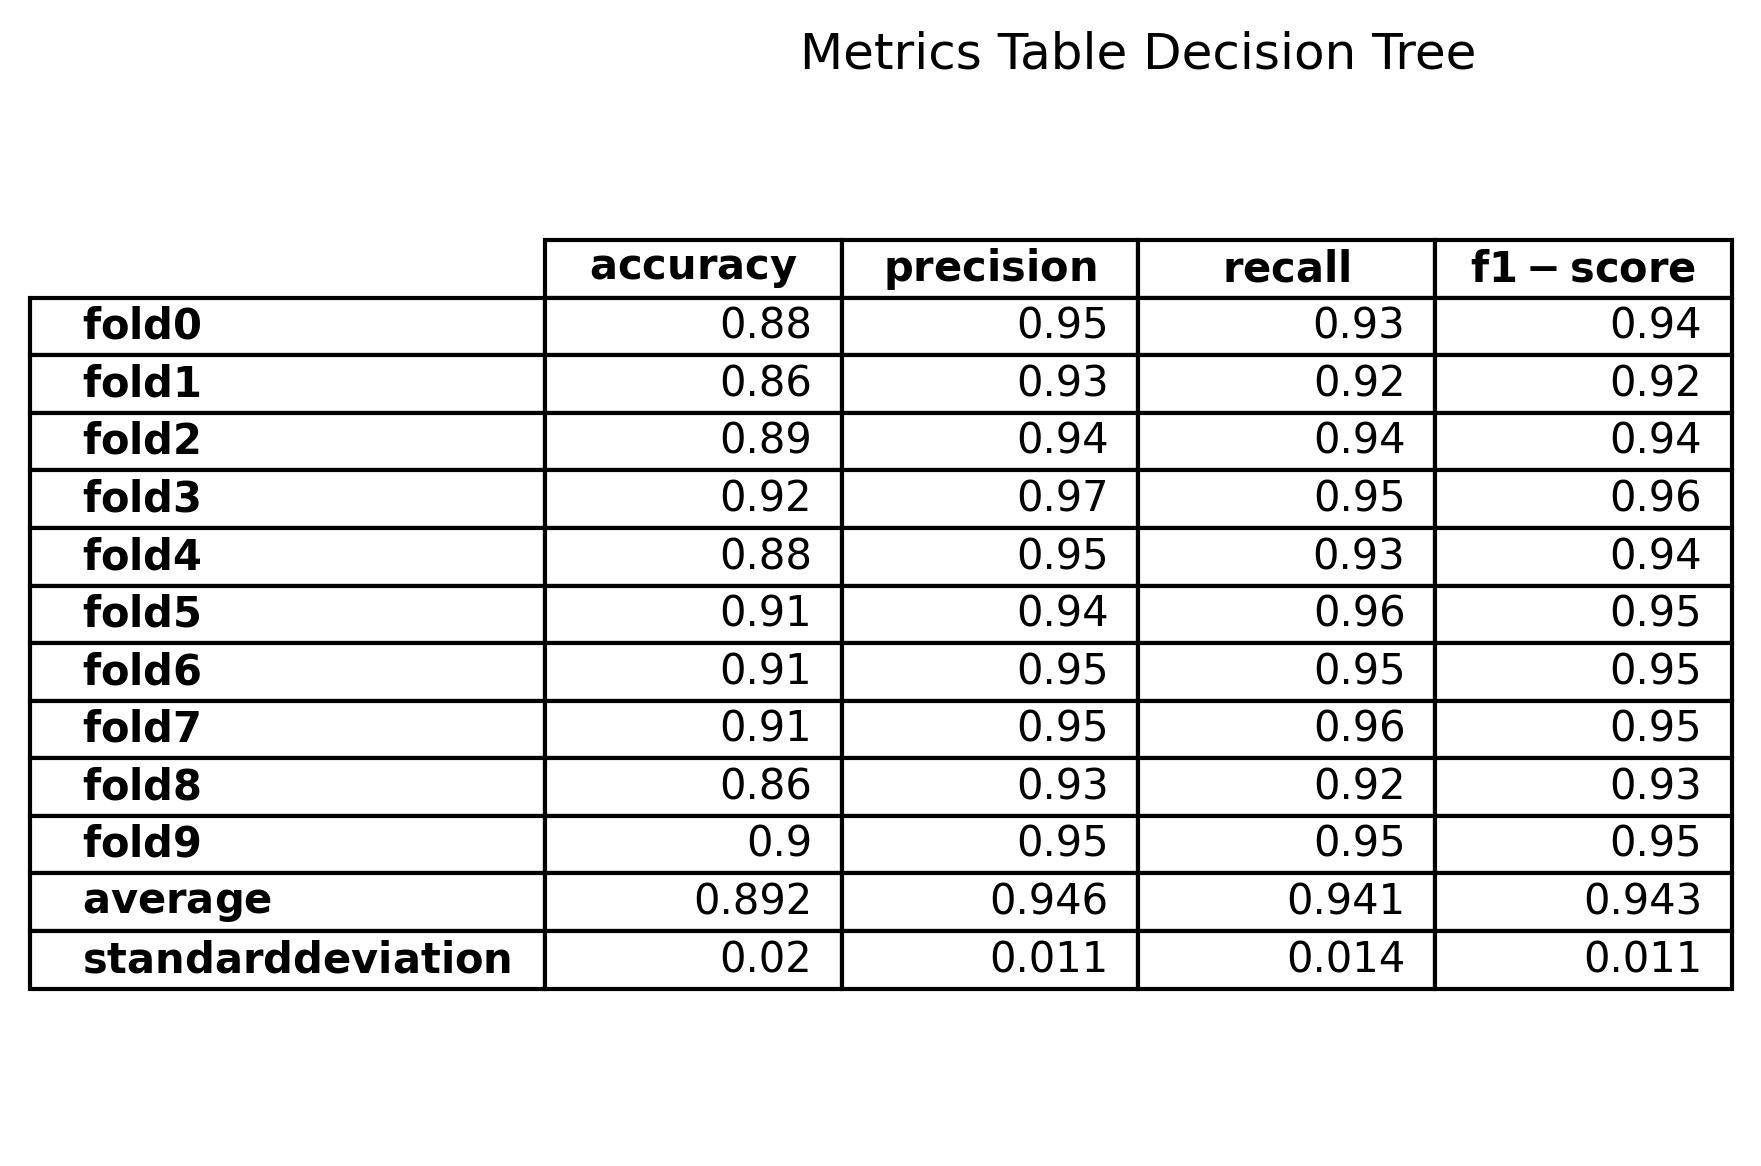 Metrics Table Decision Tree
accuracy precision recall f1 − score
fold0 0.88 0.95 0.93 0.94
fold1 0.86 0.93 0.92 0.92
fold2 0.89 0.94 0.94 0.94
fold3 0.92 0.97 0.95 0.96
fold4 0.88 0.95 0.93 0.94
fold5 0.91 0.94 0.96 0.95
fold6 0.91 0.95 0.95 0.95
fold7 0.91 0.95 0.96 0.95
fold8 0.86 0.93 0.92 0.93
fold9 0.9 0.95 0.95 0.95
average 0.892 0.946 0.941 0.943
standarddeviation 0.02 0.011 0.014 0.011